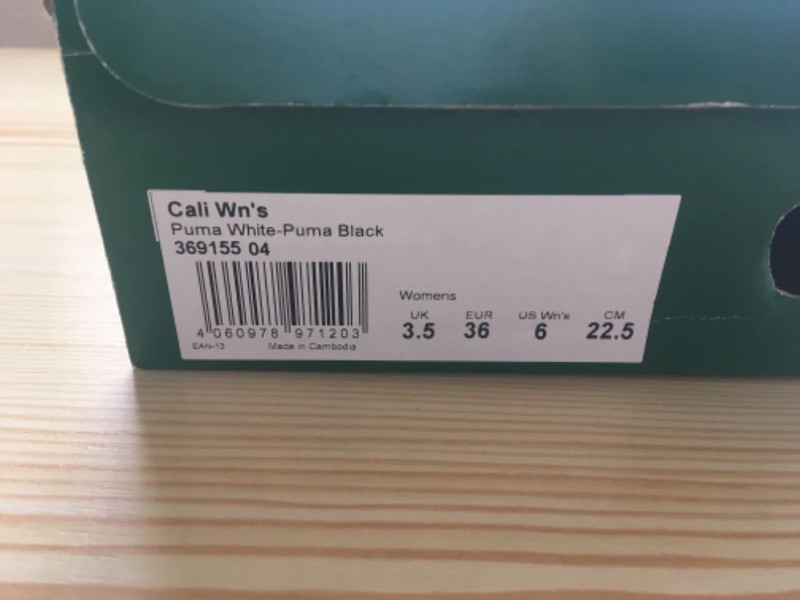 Cali Wn's
Puma White-Puma Black
369155 04
4 060978 971203
EAN-13 Made in Cambodia
Womens
UK EUR US Wn's CM
3.5 36 6 22.5